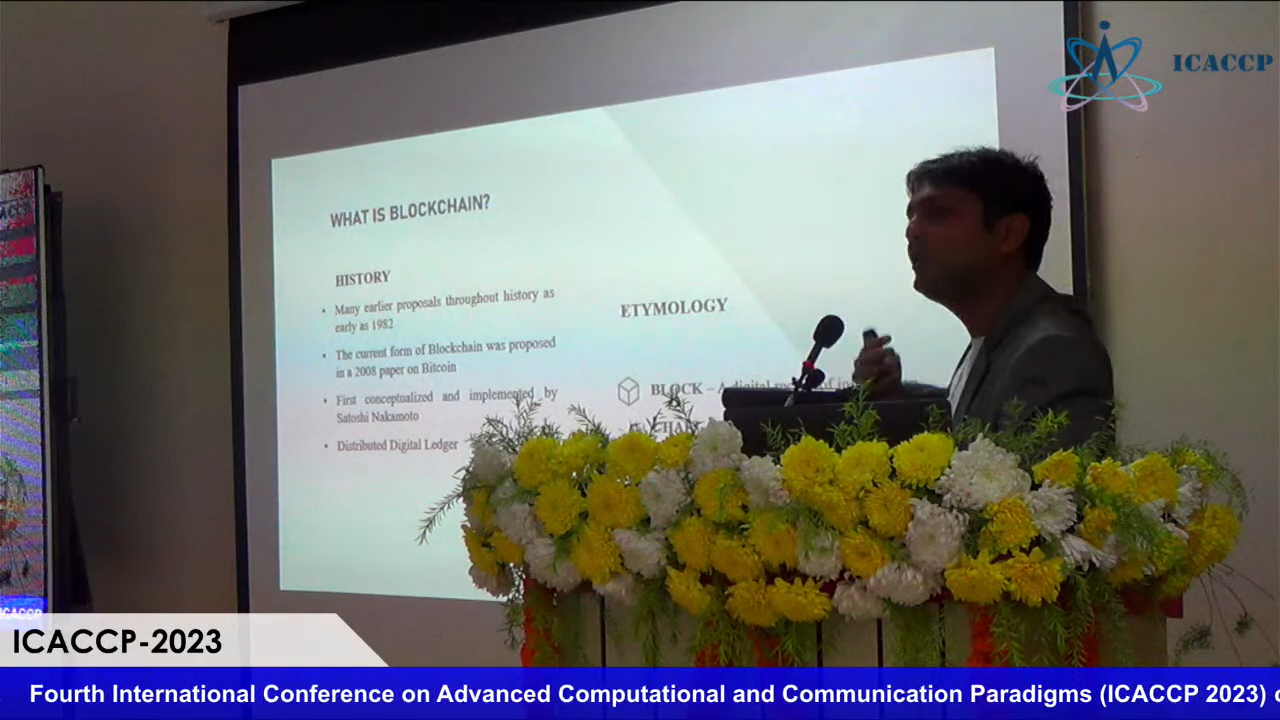 ICACCP
WHAT IS BLOCKCHAIN?
HISTORY
• Many earlier proposals throughout history as
early as 1982
• The current form of Blockchain was proposed
in a 2008 paper on Bitcoin
• First conceptualized and implemented by
Satoshi Nakamoto
• Distributed Digital Ledger
ETYMOLOGY
BLOCK – A digital
ICACCP
ICACCP-2023
Fourth International Conference on Advanced Computational and Communication Paradigms (ICACCP 2023)